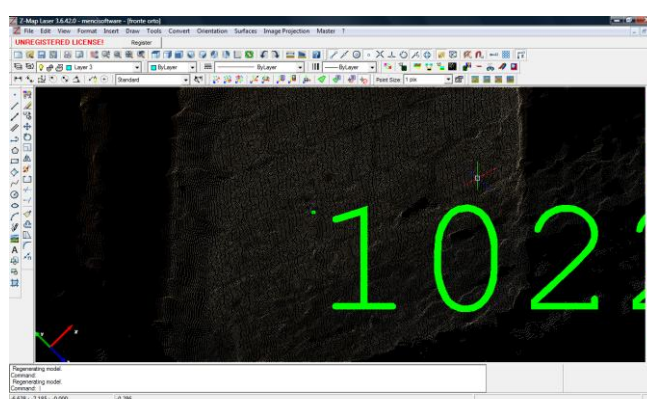 Z-Map Laser 3.6.42.0 - mencisoftware - [fronte orto]
File Edit View Format Insert Draw Tools Convert Orientation Surfaces Image Projection Master ?
UNREGISTERED LICENSE! Register
Layer 3 ByLayer ByLayer ByLayer
Standard Point Size 1 pix
1022
Regenerating model.
Command:
Regenerating model.
Command: